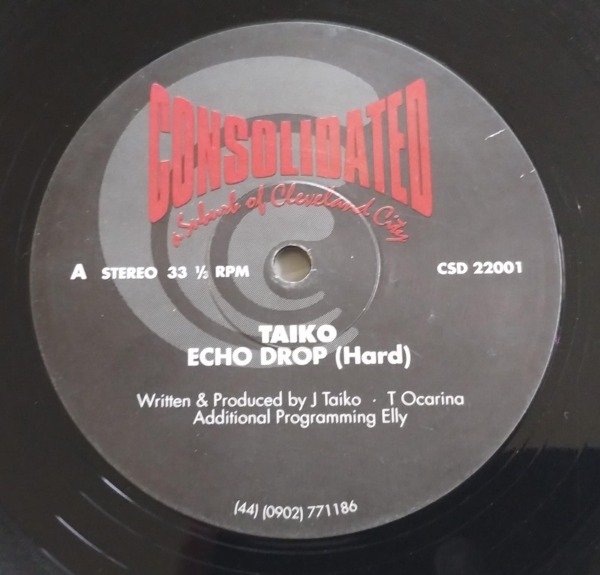 CONSOLIDATED
a Suburb of Cleveland City
A STEREO 33 ⅓ RPM
CSD 22001
TAIKO
ECHO DROP (Hard)
Written & Produced by J Taiko · T Ocarina
Additional Programming Elly
(44) (0902) 771186